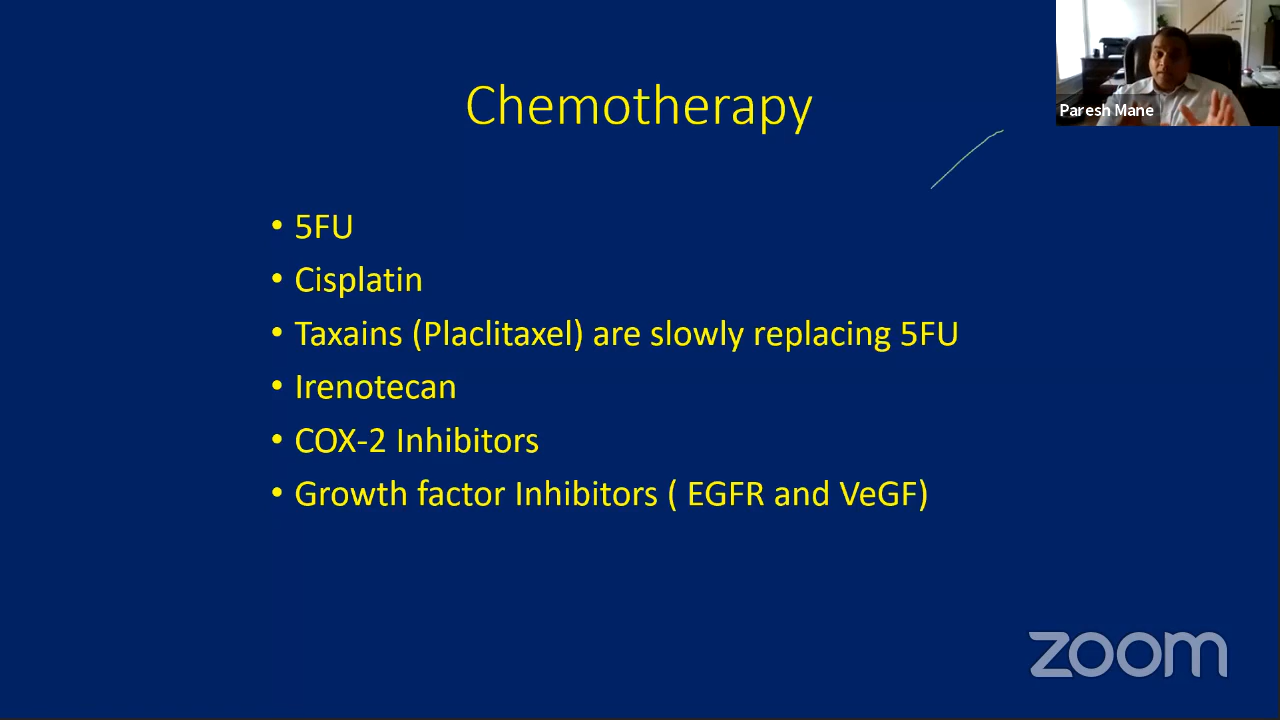 Chemotherapy
Paresh Mane
• 5FU
• Cisplatin
• Taxains (Placlitaxel) are slowly replacing 5FU
• Irenotecan
• COX-2 Inhibitors
• Growth factor Inhibitors ( EGFR and VeGF)
zoom